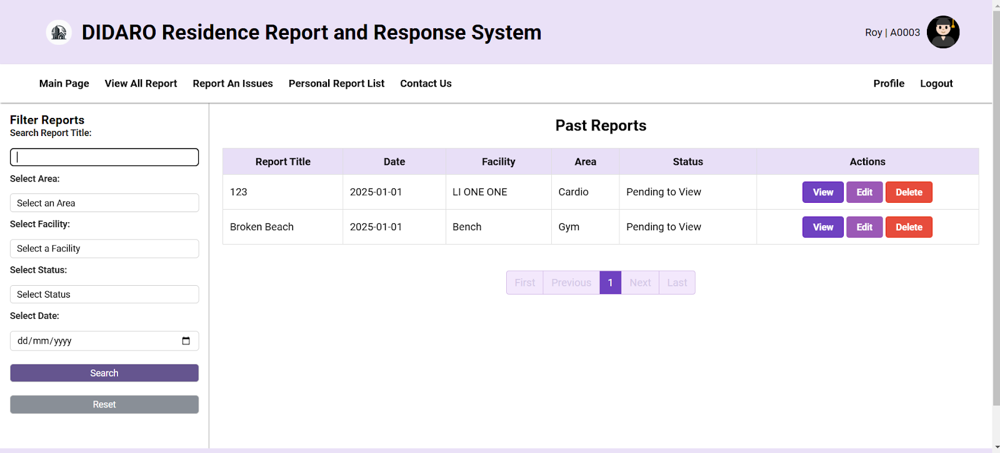 DIDARO Residence Report and Response System
Roy | A0003
Main Page View All Report Report An Issues Personal Report List Contact Us Profile Logout
Filter Reports
Search Report Title:
Select Area:
Select an Area
Select Facility:
Select a Facility
Select Status:
Select Status
Select Date:
dd/mm/yyyy
Search
Reset
Past Reports
Report Title Date Facility Area Status Actions
123 2025-01-01 LI ONE ONE Cardio Pending to View View Edit Delete
Broken Beach 2025-01-01 Bench Gym Pending to View View Edit Delete
First Previous 1 Next Last